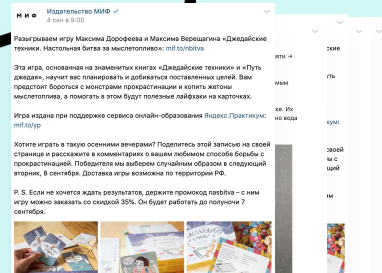 МИФ
Издательство МИФ
4 сен в 9:00
Разыгрываем игру Максима Дорофеева и Максима Верещагина «Джедайские
техники. Настольная битва за мыслетопливо»: mif.to/nbitva
Эта игра, основанная на знаменитых книгах «Джедайские техники» и «Путь
джедая», научит вас планировать и добиваться поставленных целей. Вам
предстоит бороться с монстрами прокрастинации и копить жетоны
мыслетоплива, а помогать в этом будут полезные лайфхаки на карточках.
Игра издана при поддержке сервиса онлайн-образования Яндекс.Практикум:
mif.to/yp
Хотите играть в такую осенними вечерами? Поделитесь этой записью на своей
странице и расскажите в комментариях о вашем любимом способе борьбы с
прокрастинацией. Победителя мы выберем случайным образом в следующий
вторник, 8 сентября. Доставка игры возможна по территории РФ.
P. S. Если не хочется ждать результатов, держите промокод nasbitva – с ним
игру можно заказать со скидкой 35%. Он будет работать до полуночи 7
сентября.